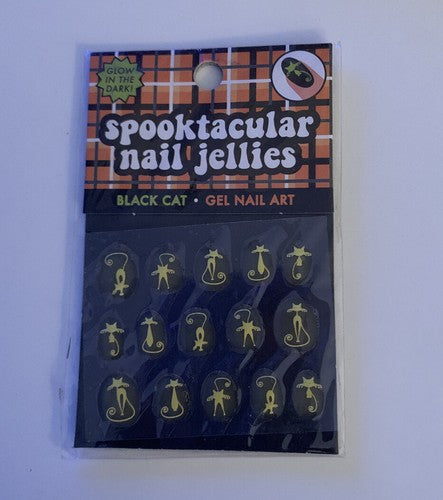 GLOW
IN THE
DARK!
spooktacular
nail jellies
BLACK CAT • GEL NAIL ART